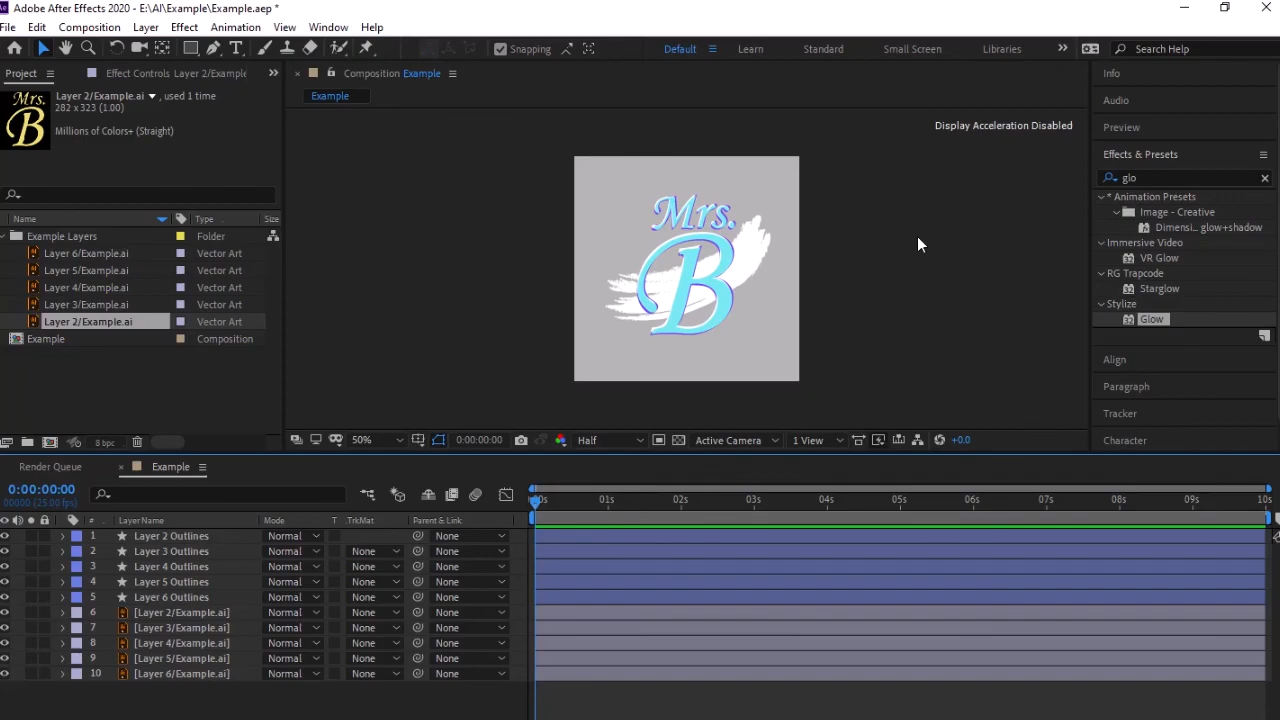 Adobe After Effects 2020 - E:\AI\Example\Example.aep *
File Edit Composition Layer Effect Animation View Window Help
Snapping Default Learn Standard Small Screen Libraries Search Help
Project Effect Controls Layer 2/Example
Composition Example
Info
Mrs.
B
Layer 2/Example.ai , used 1 time
282 x 323 (1.00)
Millions of Colors+ (Straight)
Example
Audio
Display Acceleration Disabled
Preview
Effects & Presets
glo
* Animation Presets
Image - Creative
Dimensi... glow+shadow
Immersive Video
VR Glow
RG Trapcode
Starglow
Stylize
Glow
Align
Paragraph
Tracker
Character
Mrs.
B
Name Type Size
Example Layers Folder
Layer 6/Example.ai Vector Art
Layer 5/Example.ai Vector Art
Layer 4/Example.ai Vector Art
Layer 3/Example.ai Vector Art
Layer 2/Example.ai Vector Art
Example Composition
8 bpc
50% 0:00:00:00 Half Active Camera 1 View +0.0
Render Queue Example
0:00:00:00
00000 (25.00 fps)
00s 01s 02s 03s 04s 05s 06s 07s 08s 09s 10s
# Layer Name Mode T .TrkMat Parent & Link
1 Layer 2 Outlines Normal None
2 Layer 3 Outlines Normal None None
3 Layer 4 Outlines Normal None None
4 Layer 5 Outlines Normal None None
5 Layer 6 Outlines Normal None None
6 [Layer 2/Example.ai] Normal None None
7 [Layer 3/Example.ai] Normal None None
8 [Layer 4/Example.ai] Normal None None
9 [Layer 5/Example.ai] Normal None None
10 [Layer 6/Example.ai] Normal None None